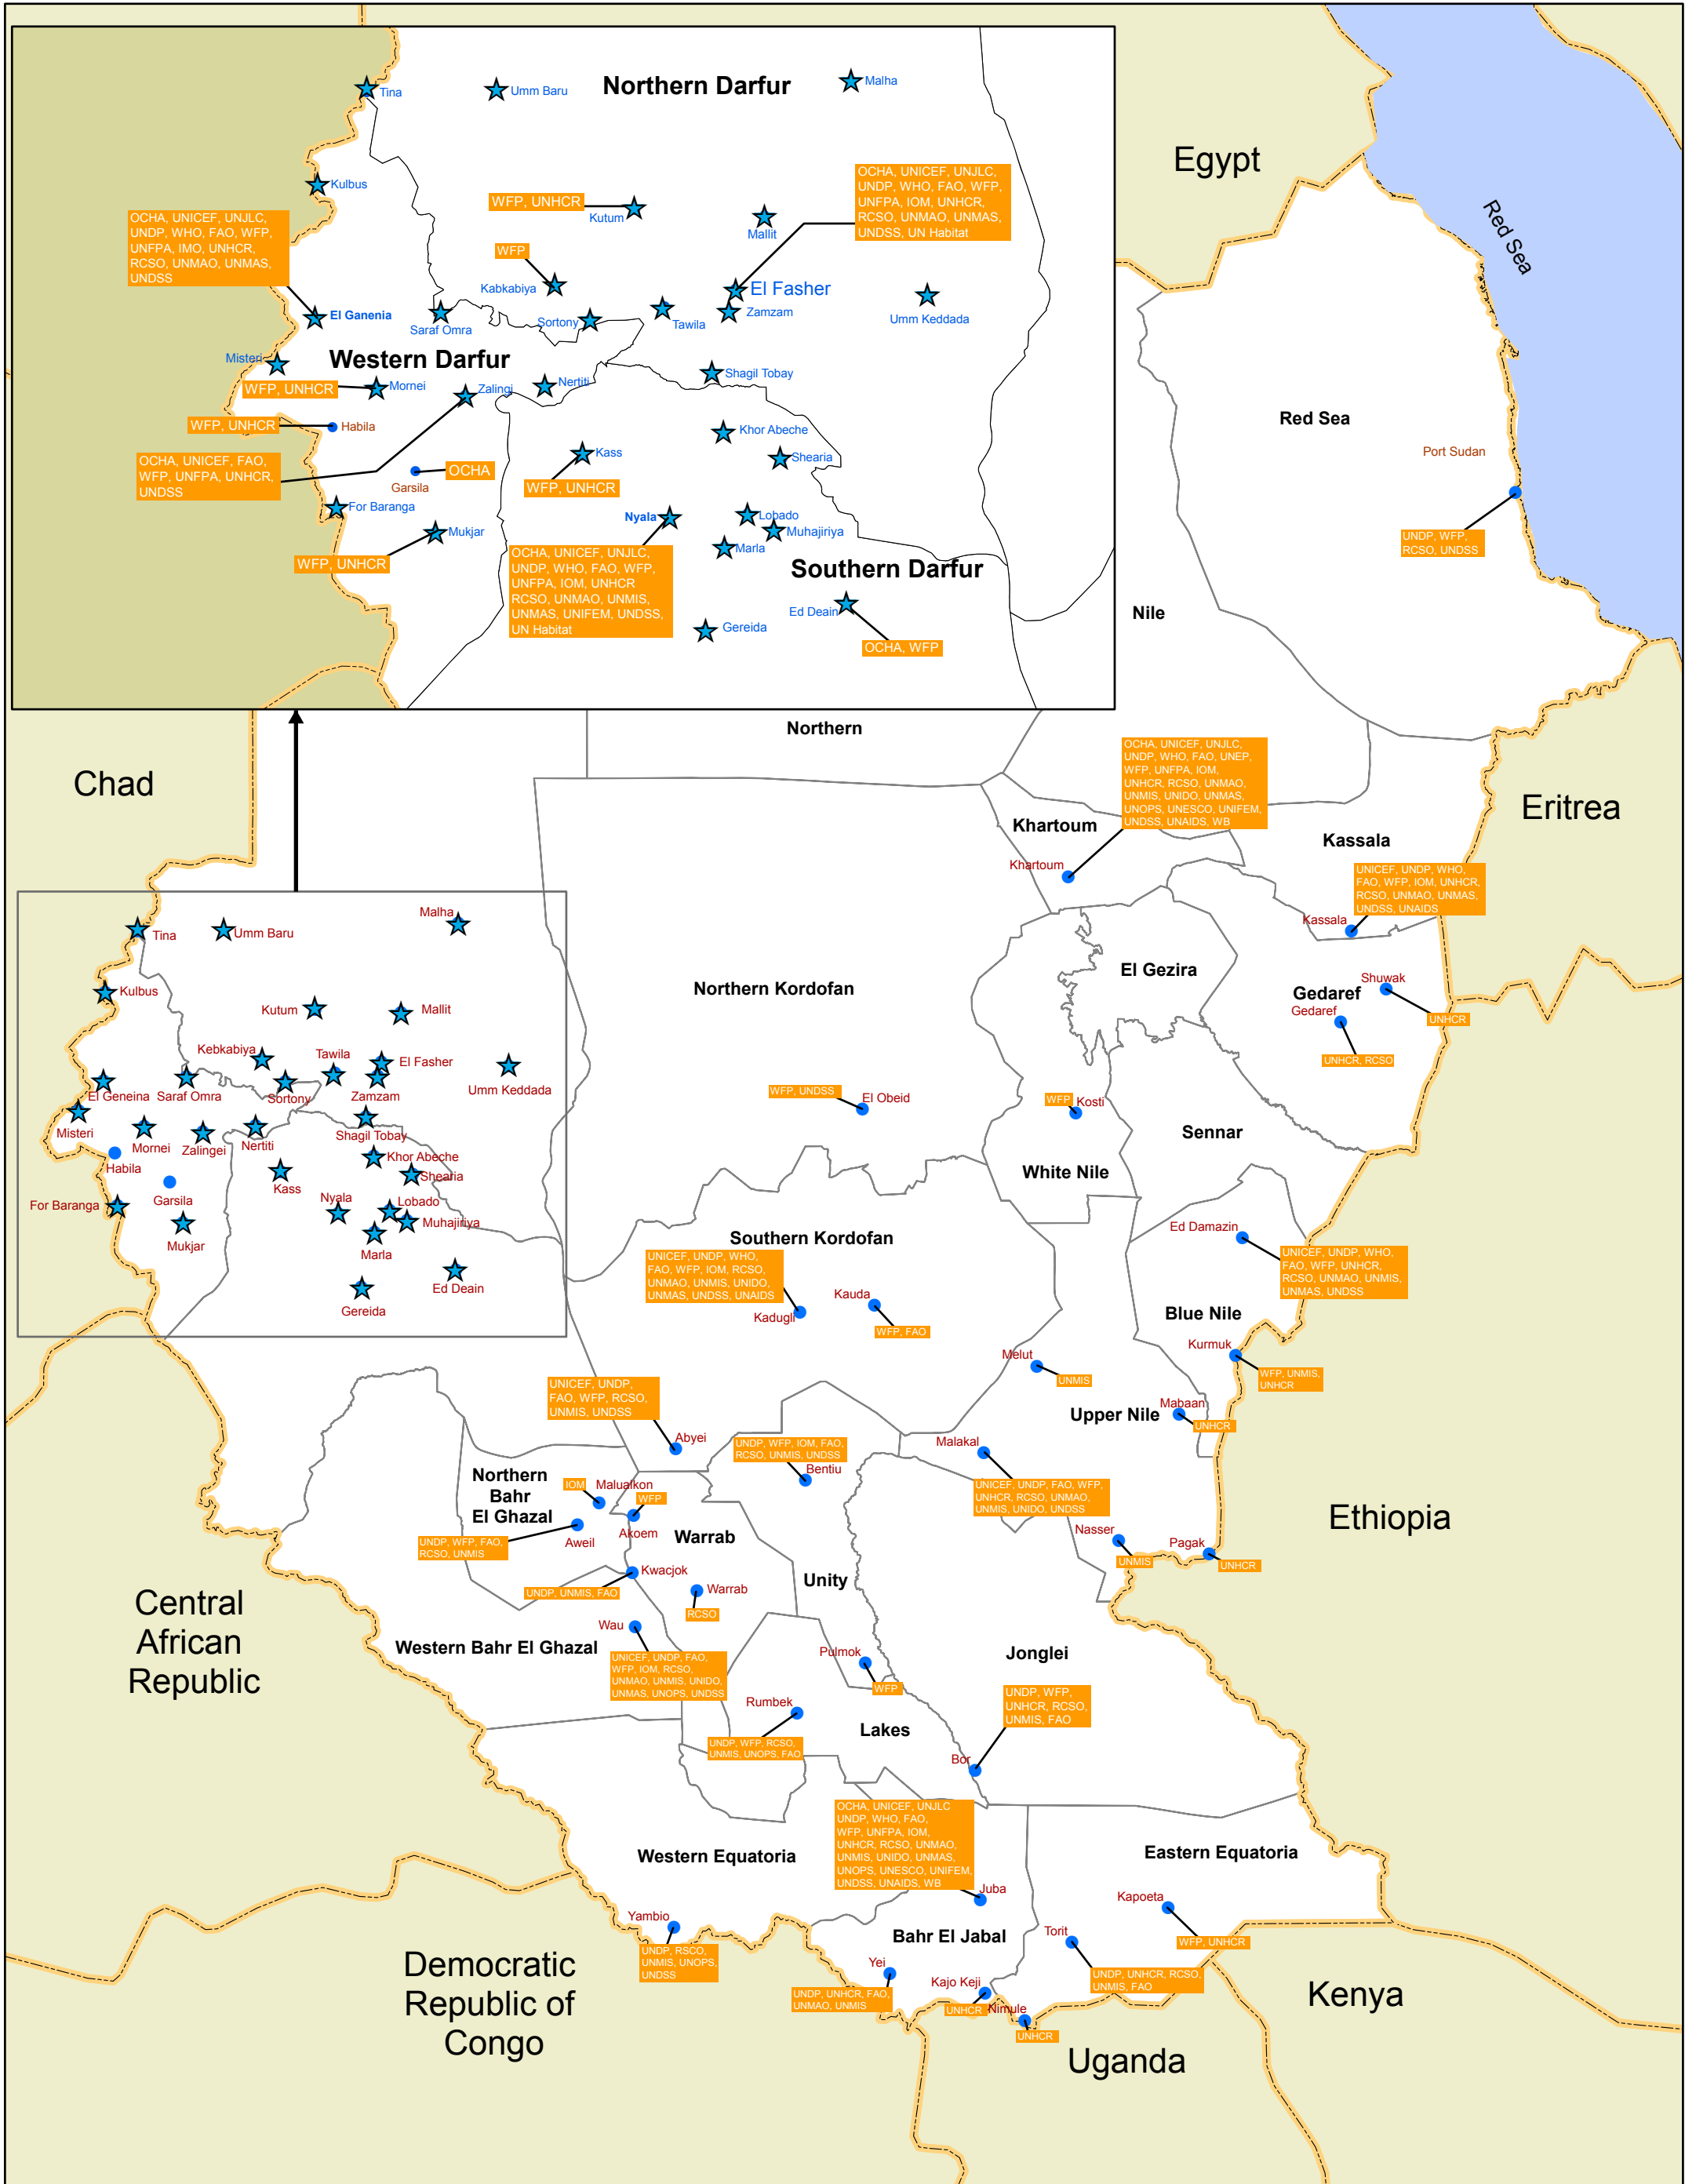 Northern Darfur
Malha
Tina
Umm Baru
Egypt
OCHA, UNICEF, UNJLC,
UNDP, WHO, FAO, WFP,
UNFPA, IOM, UNHCR,
RCSO, UNMAO, UNMAS,
UNDSS, UN Habitat
Kulbus
WFP, UNHCR
Kutum
Mallit
Red Sea
OCHA, UNICEF, UNJLC,
UNDP, WHO, FAO, WFP,
UNFPA, IMO, UNHCR,
RCSO, UNMAO, UNMAS,
UNDSS
WFP
Kabkabiya
El Fasher
Zamzam
Umm Keddada
El Ganenia
Saraf Omra
Sortony
Tawila
Misteri
Western Darfur
WFP, UNHCR
Mornei
Zalingi
Nertiti
Shagil Tobay
Red Sea
WFP, UNHCR
Habila
Khor Abeche
Port Sudan
OCHA, UNICEF, FAO,
WFP, UNFPA, UNHCR,
UNDSS
OCHA
Garsila
Kass
Shearia
WFP, UNHCR
For Baranga
Nyala
Lobado
Muhajiriya
Mukjar
Marla
WFP, UNHCR
OCHA, UNICEF, UNJLC,
UNDP, WHO, FAO, WFP,
UNFPA, IOM, UNHCR
RCSO, UNMAO, UNMIS,
UNMAS, UNIFEM, UNDSS,
UN Habitat
Southern Darfur
UNDP, WFP,
RCSO, UNDSS
Ed Deain
Gereida
OCHA, WFP
Nile
Northern
Chad
OCHA, UNICEF, UNJLC,
UNDP, WHO, FAO, UNEP,
WFP, UNFPA, IOM,
UNHCR, RCSO, UNMAO,
UNMIS, UNIDO, UNMAS,
UNOPS, UNESCO, UNIFEM,
UNDSS, UNAIDS, WB
Khartoum
Khartoum
Eritrea
Kassala
UNICEF, UNDP, WHO,
FAO, WFP, IOM, UNHCR,
RCSO, UNMAO, UNMAS,
UNDSS, UNAIDS
Kassala
Malha
Tina
Umm Baru
Kulbus
Kutum
Mallit
Northern Kordofan
El Gezira
Shuwak
Gedaref
Gedaref
UNHCR
UNHCR, RCSO
Kebkabiya
Tawila
El Fasher
Umm Keddada
El Geneina
Saraf Omra
Sortony
Zamzam
WFP, UNDSS
El Obeid
WFP
Kosti
Misteri
Mornei
Zalingei
Nertiti
Shagil Tobay
Sennar
Habila
Khor Abeche
Shearia
White Nile
Kass
For Baranga
Garsila
Nyala
Lobado
Muhajiriya
Mukjar
Marla
Ed Deain
Gereida
Southern Kordofan
UNICEF, UNDP, WHO,
FAO, WFP, IOM, RCSO,
UNMAO, UNMIS, UNIDO,
UNMAS, UNDSS, UNAIDS
Kadugli
Kauda
WFP, FAO
Ed Damazin
UNICEF, UNDP, WHO,
FAO, WFP, UNHCR,
RCSO, UNMAO, UNMIS,
UNMAS, UNDSS
Blue Nile
Kurmuk
WFP, UNMIS,
UNHCR
Melut
UNMIS
Upper Nile
Mabaan
UNHCR
UNICEF, UNDP,
FAO, WFP, RCSO,
UNMIS, UNDSS
Abyei
UNDP, WFP, IOM, FAO,
RCSO, UNMIS, UNDSS
Bentiu
Malakal
UNICEF, UNDP, FAO, WFP,
UNHCR, RCSO, UNMAO,
UNMIS, UNIDO, UNDSS
Northern
Bahr
El Ghazal
IOM
Malualkon
WFP
Akoem
UNDP, WFP, FAO,
RCSO, UNMIS
Aweil
Warrab
Nasser
UNMIS
Pagak
UNHCR
Ethiopia
Kwacjok
UNDP, UNMIS, FAO
Warrab
RCSO
Unity
Central
African
Republic
Wau
Western Bahr El Ghazal
UNICEF, UNDP, FAO,
WFP, IOM, RCSO,
UNMAO, UNMIS, UNIDO,
UNMAS, UNOPS, UNDSS
Pulmok
WFP
Jonglei
Rumbek
UNDP, WFP, RCSO,
UNMIS, UNOPS, FAO
Lakes
UNDP, WFP,
UNHCR, RCSO,
UNMIS, FAO
Bor
OCHA, UNICEF, UNJLC
UNDP, WHO, FAO,
WFP, UNFPA, IOM,
UNHCR, RCSO, UNMAO,
UNMIS, UNIDO, UNMAS,
UNOPS, UNESCO, UNIFEM,
UNDSS, UNAIDS, WB
Juba
Western Equatoria
Eastern Equatoria
Kapoeta
WFP, UNHCR
Yambio
UNDP, RSCO,
UNMIS, UNOPS,
UNDSS
Bahr El Jabal
Torit
UNDP, UNHCR, RCSO,
UNMIS, FAO
Yei
UNDP, UNHCR, FAO,
UNMAO, UNMIS
Kajo Keji
UNHCR
Nimule
UNHCR
Democratic
Republic of
Congo
Kenya
Uganda